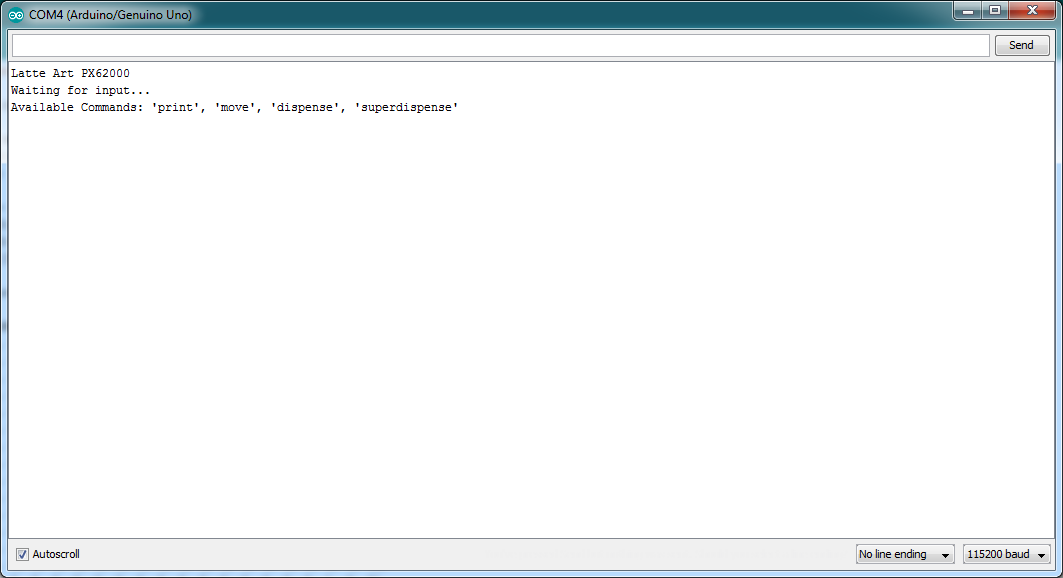 COM4 (Arduino/Genuino Uno)
Send
Latte Art PX62000
Waiting for input...
Available Commands: 'print', 'move', 'dispense', 'superdispense'
Autoscroll
No line ending
115200 baud